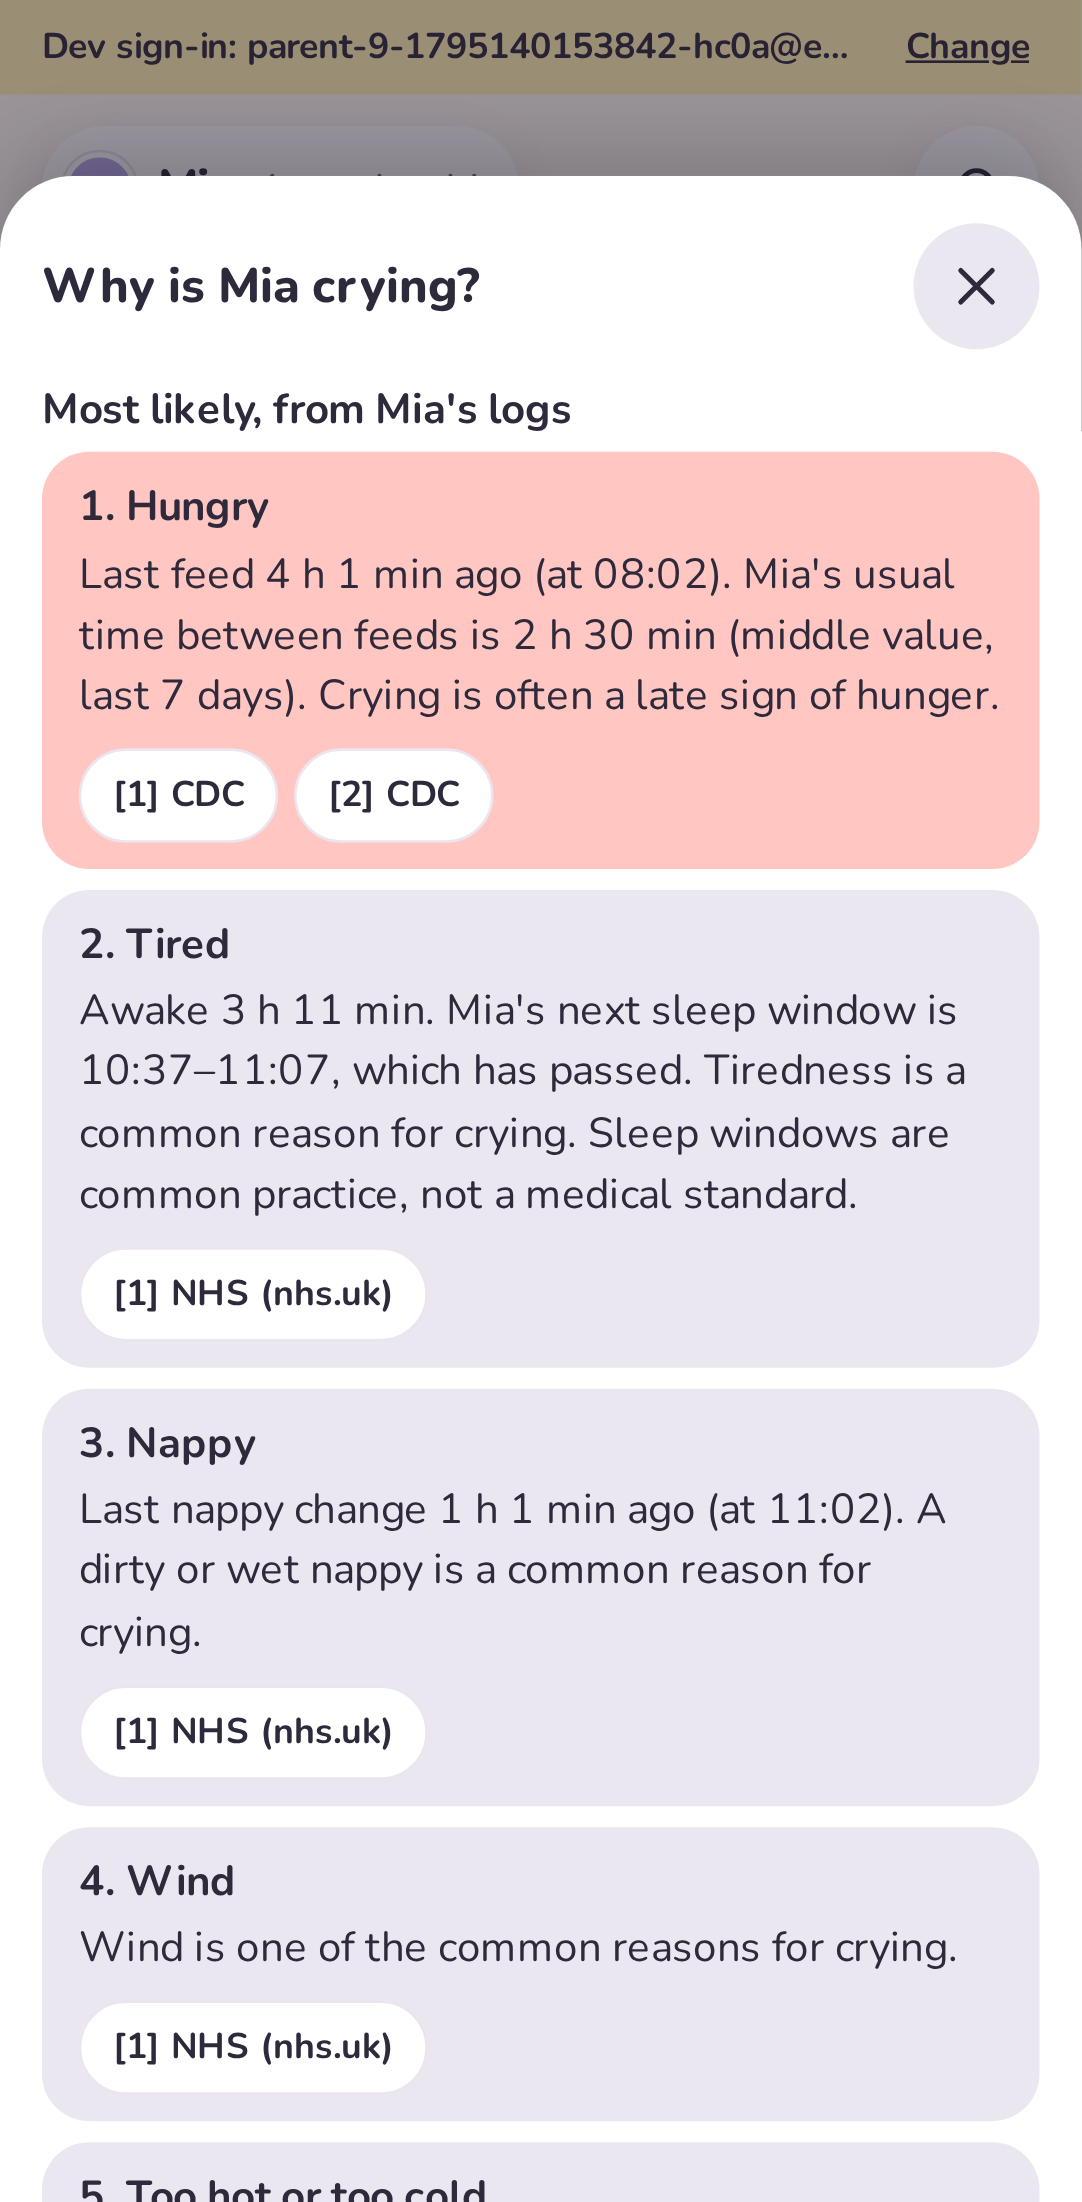 Dev sign-in: parent-9-1795140153842-hc0a@e...
Change
Why is Mia crying?
Most likely, from Mia's logs
1. Hungry
Last feed 4 h 1 min ago (at 08:02). Mia's usual
time between feeds is 2 h 30 min (middle value,
last 7 days). Crying is often a late sign of hunger.
[1] CDC
[2] CDC
2. Tired
Awake 3 h 11 min. Mia's next sleep window is
10:37–11:07, which has passed. Tiredness is a
common reason for crying. Sleep windows are
common practice, not a medical standard.
[1] NHS (nhs.uk)
3. Nappy
Last nappy change 1 h 1 min ago (at 11:02). A
dirty or wet nappy is a common reason for
crying.
[1] NHS (nhs.uk)
4. Wind
Wind is one of the common reasons for crying.
[1] NHS (nhs.uk)
5. Too hot or too cold